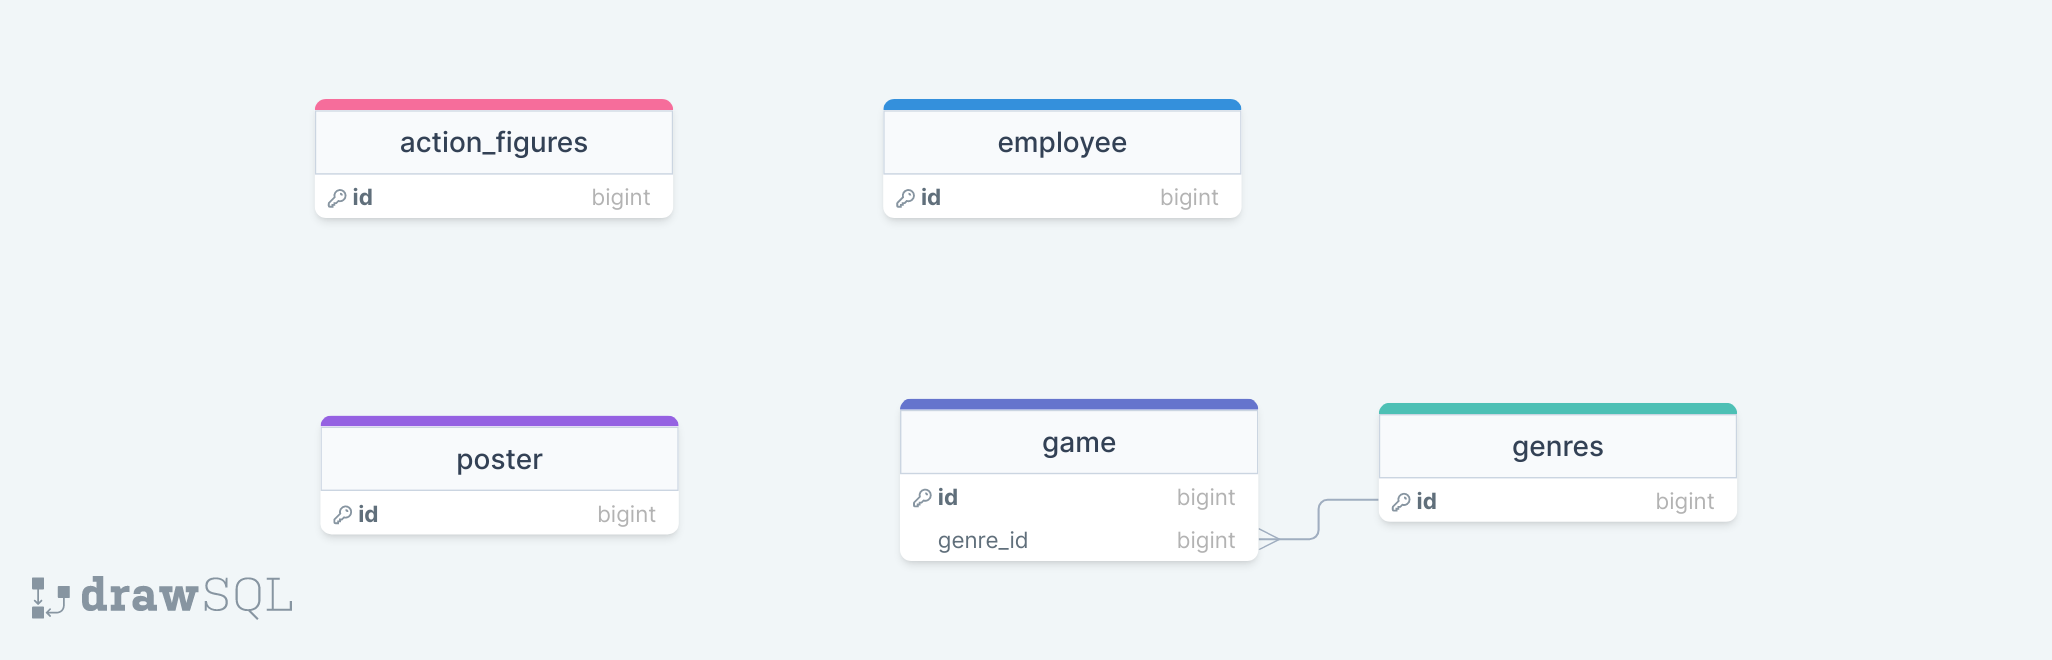 action_figures
id bigint
employee
id bigint
poster
id bigint
game
id bigint
genre_id bigint
genres
id bigint
drawSQL